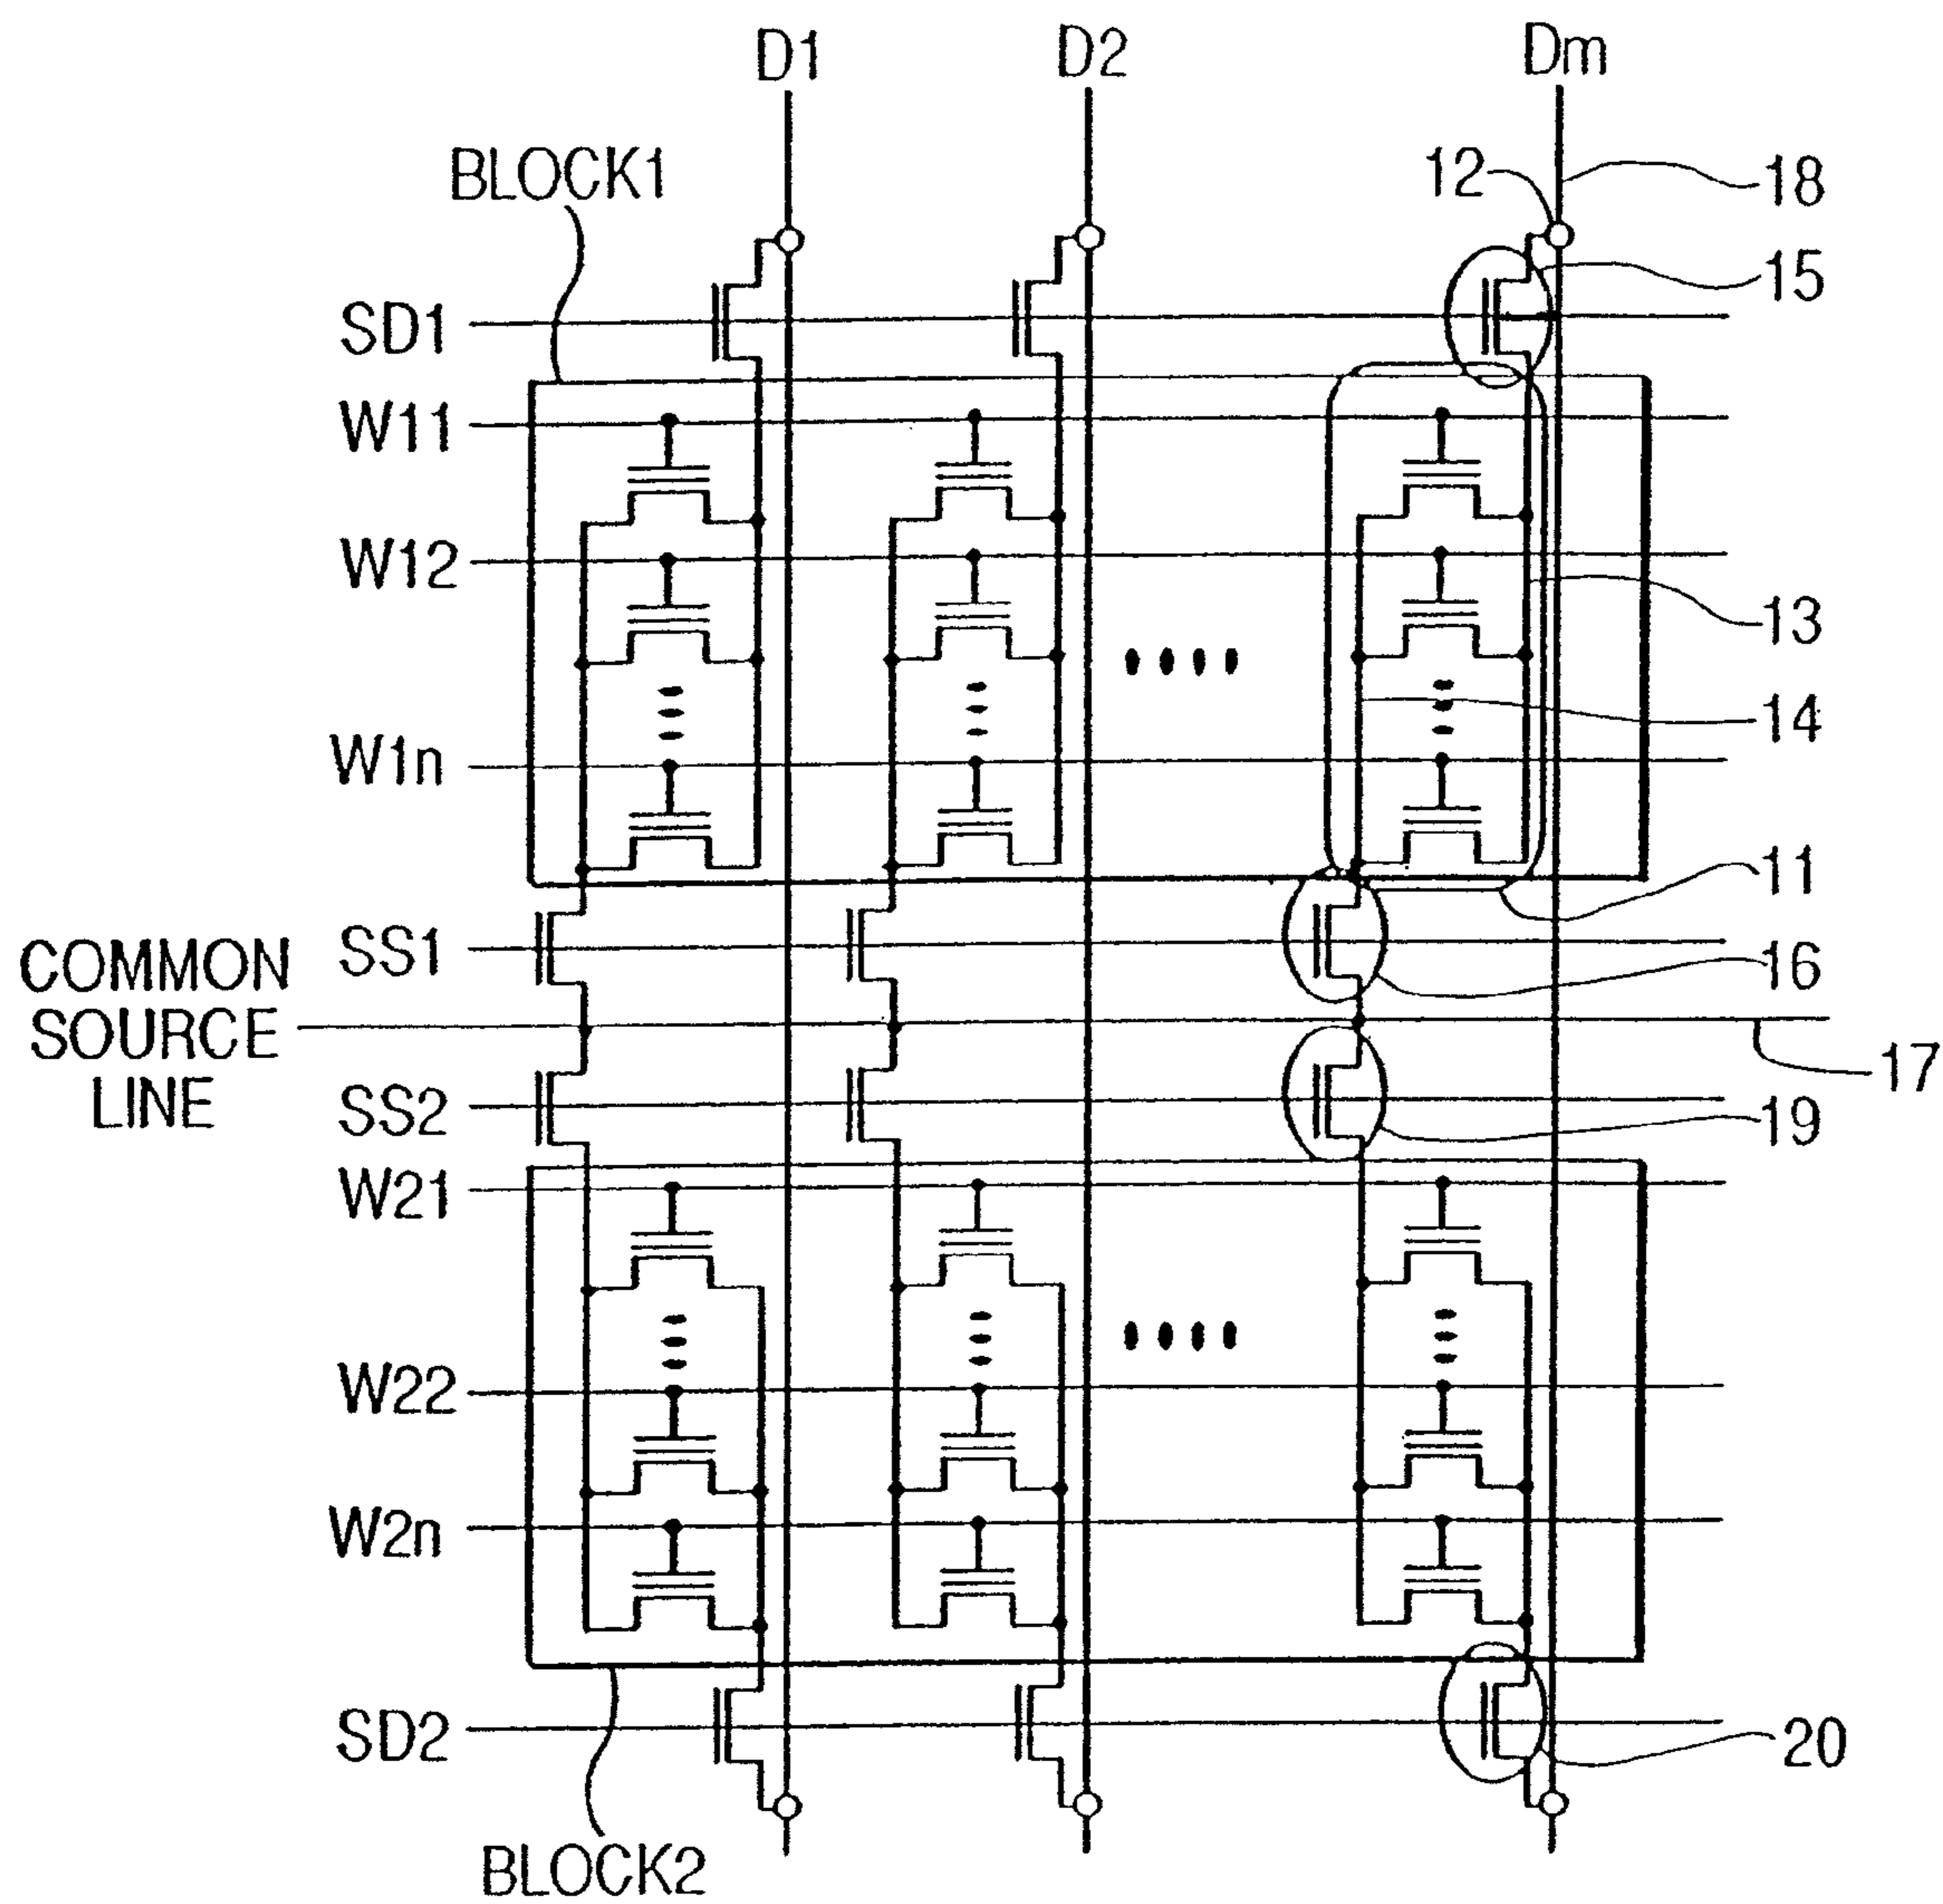 D1
D2
Dm
BLOCK1
12
18
15
SD1
W11
W12
13
14
W1n
11
SS1
16
COMMON
SOURCE
LINE
17
SS2
19
W21
W22
W2n
SD2
20
BLOCK2